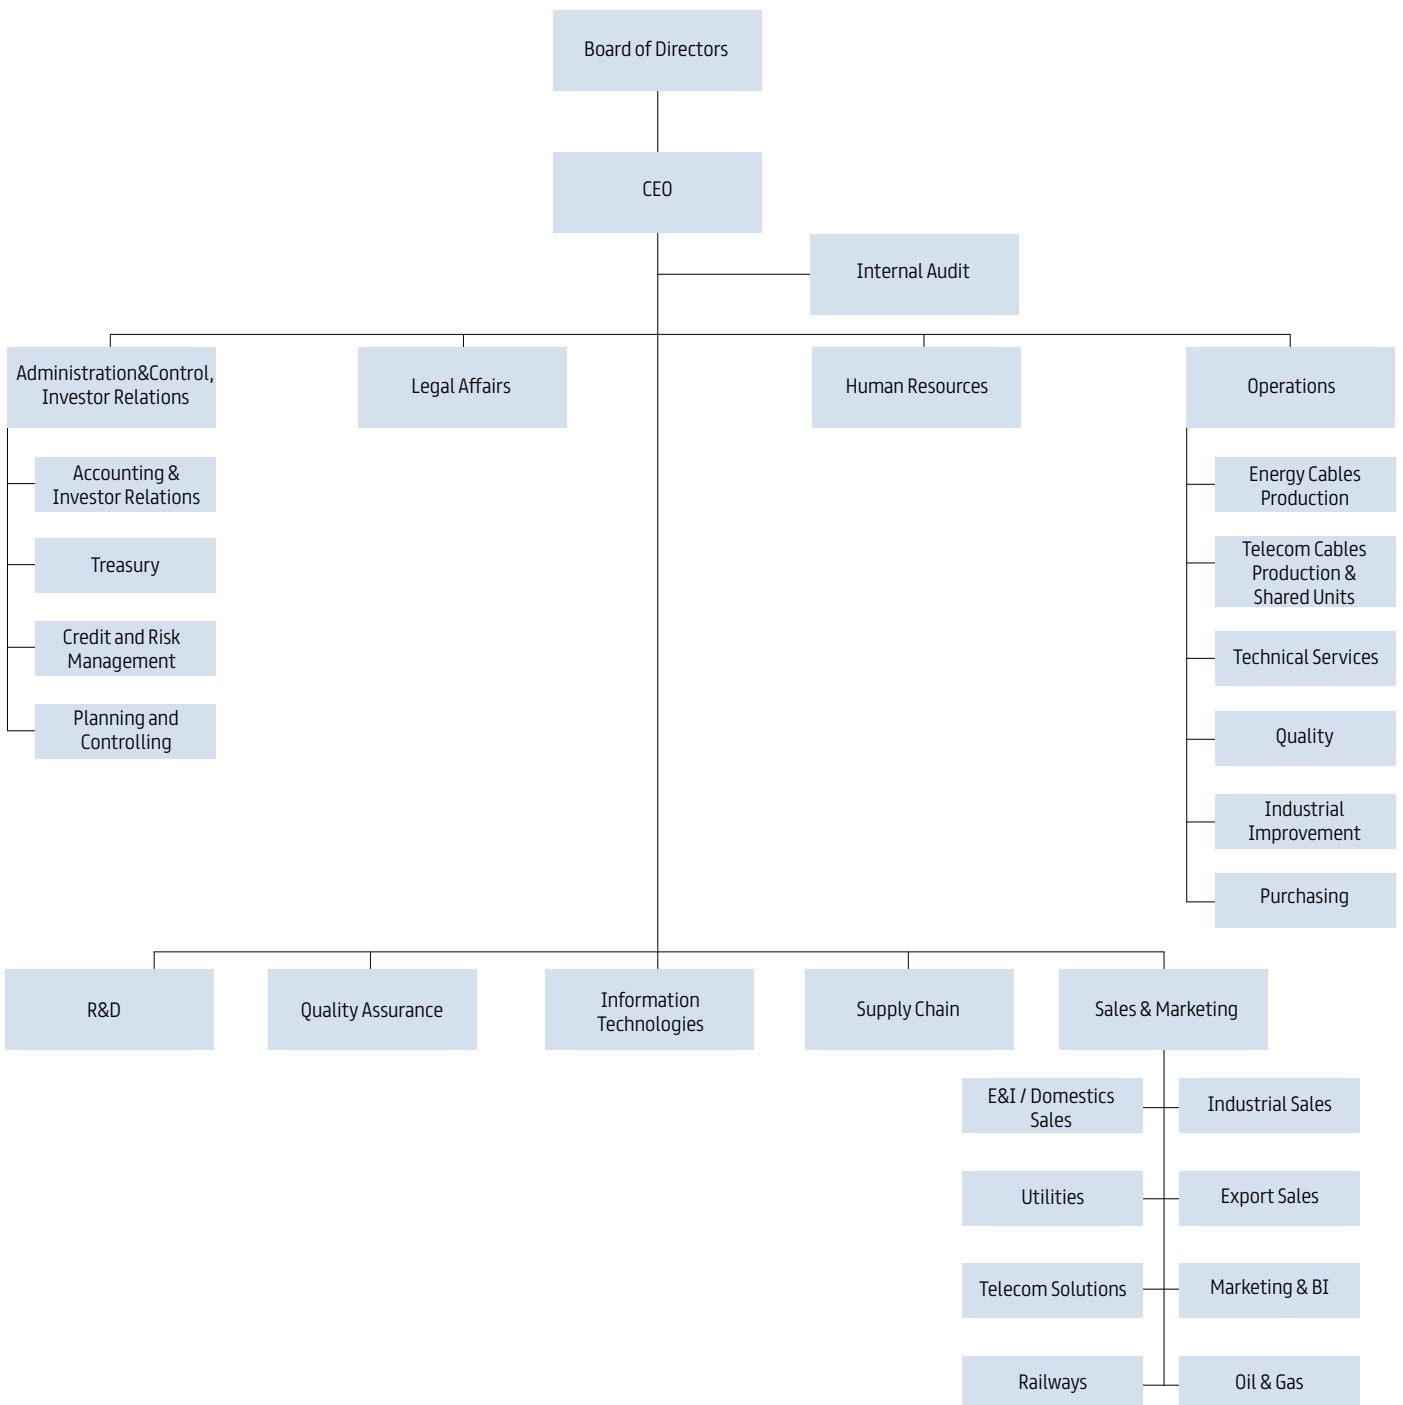 Board of Directors
CEO
Internal Audit
Administration&Control,
Investor Relations
Legal Affairs
Human Resources
Operations
Accounting &
Investor Relations
Treasury
Credit and Risk
Management
Planning and
Controlling
Energy Cables
Production
Telecom Cables
Production &
Shared Units
Technical Services
Quality
Industrial
Improvement
Purchasing
R&D
Quality Assurance
Information
Technologies
Supply Chain
Sales & Marketing
E&I / Domestics
Sales
Industrial Sales
Utilities
Export Sales
Telecom Solutions
Marketing & BI
Railways
Oil & Gas